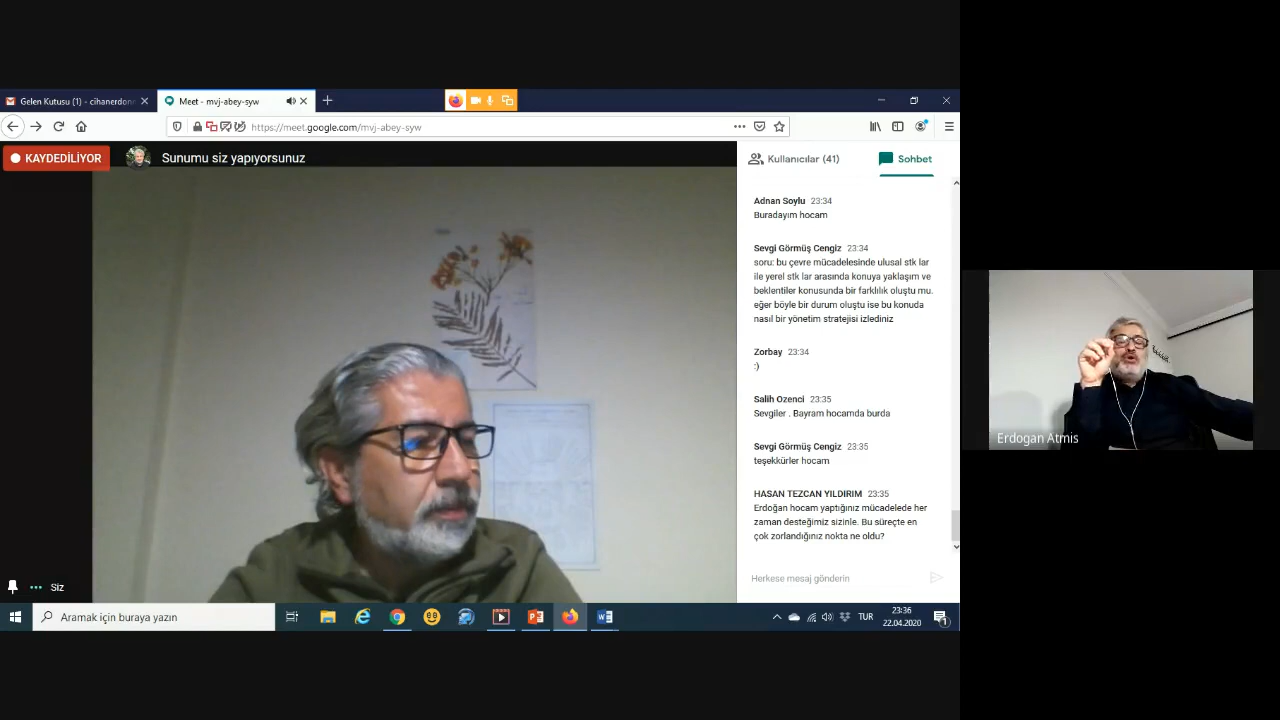 Gelen Kutusu (1) - cihanerdonm
Meet - mvj-abey-syw
https://meet.google.com/mvj-abey-syw
KAYDEDİLİYOR
Sunumu siz yapıyorsunuz
Kullanıcılar (41)
Sohbet
Adnan Soylu 23:34
Buradayım hocam
Sevgi Görmüş Cengiz 23:34
soru: bu çevre mücadelesinde ulusal stk lar
ile yerel stk lar arasında konuya yaklaşım ve
beklentiler konusunda bir farklılık oluştu mu.
eğer böyle bir durum oluştu ise bu konuda
nasıl bir yönetim stratejisi izlediniz
Zorbay 23:34
:)
Salih Ozenci 23:35
Sevgiler . Bayram hocamda burda
Sevgi Görmüş Cengiz 23:35
teşekkürler hocam
HASAN TEZCAN YILDIRIM 23:35
Erdoğan hocam yaptığınız mücadelede her
zaman desteğimiz sizinle. Bu süreçte en
çok zorlandığınız nokta ne oldu?
Herkese mesaj gönderin
Siz
Erdogan Atmis
Aramak için buraya yazın
TUR
23:36
22.04.2020
1